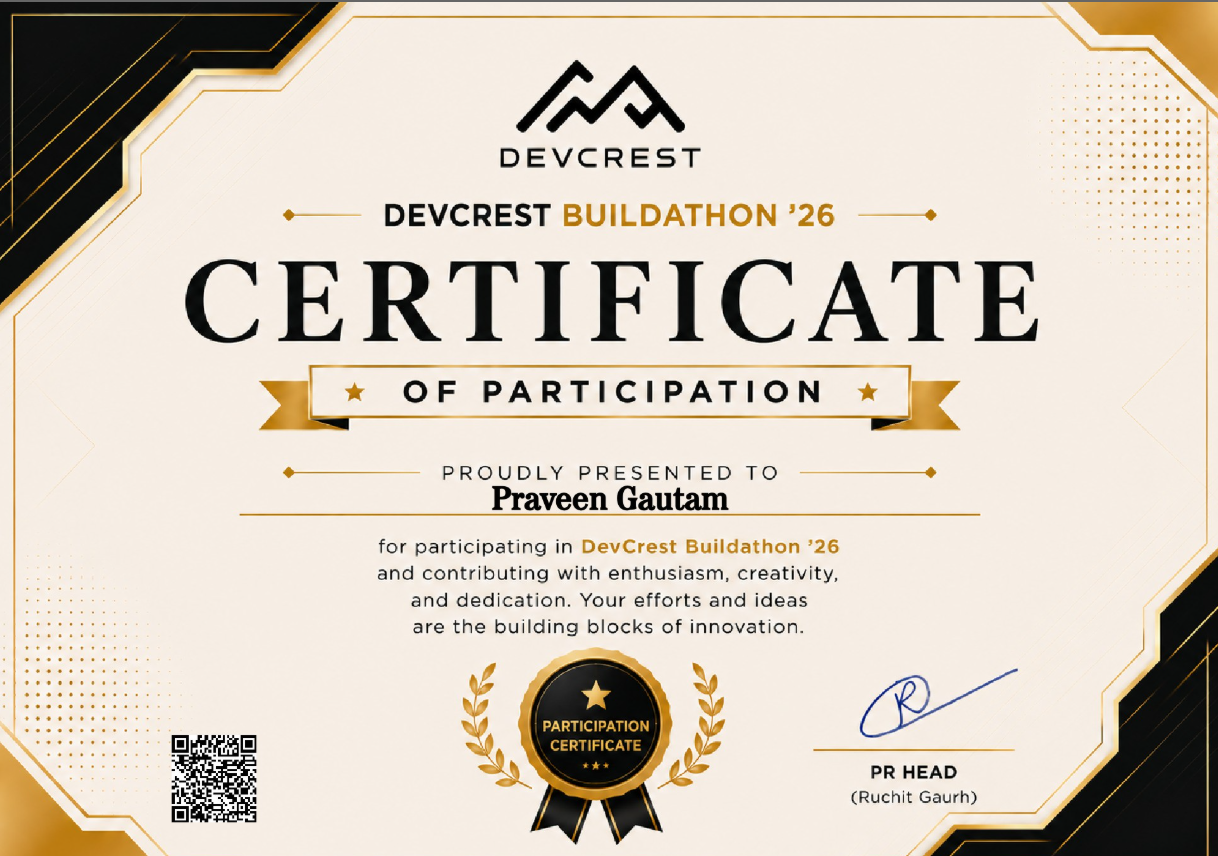 DEVCREST
DEVCREST BUILDATHON ’26
CERTIFICATE
OF PARTICIPATION
PROUDLY PRESENTED TO
Praveen Gautam
for participating in DevCrest Buildathon ’26
and contributing with enthusiasm, creativity,
and dedication. Your efforts and ideas
are the building blocks of innovation.
PARTICIPATION
CERTIFICATE
PR HEAD
(Ruchit Gaurh)